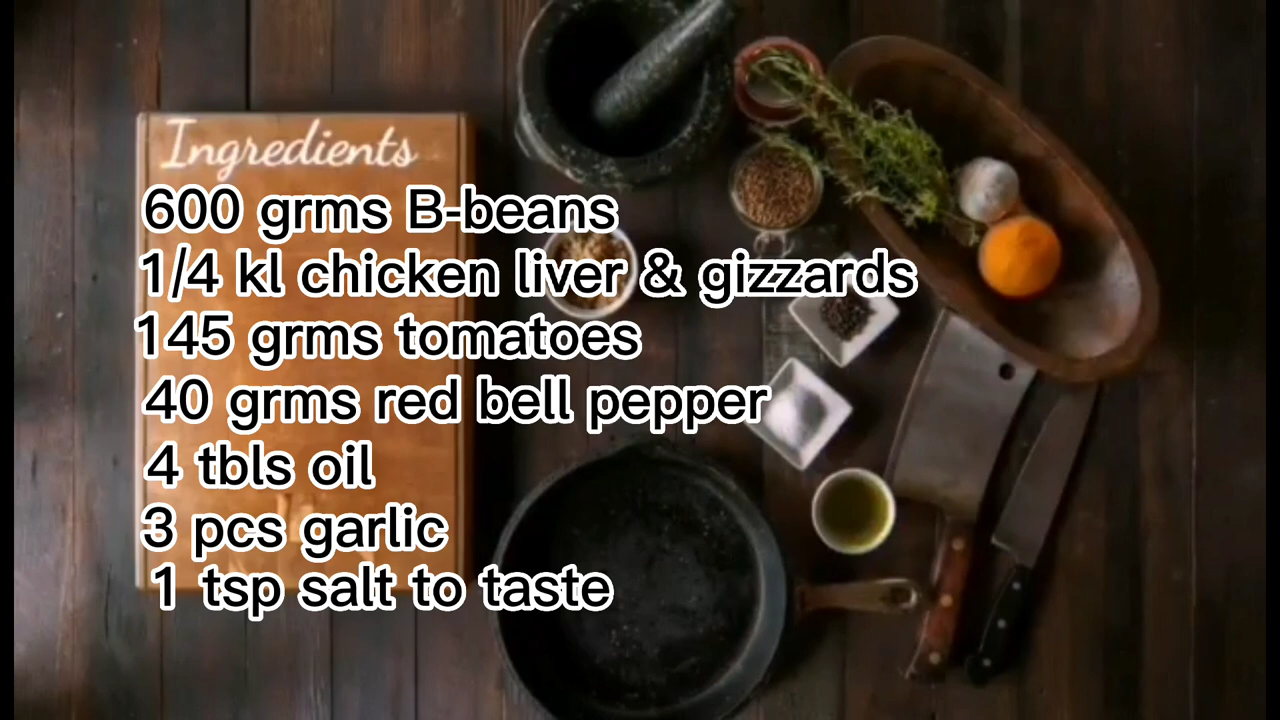 Ingredients
600 grms B-beans
1/4 kl chicken liver & gizzards
145 grms tomatoes
40 grms red bell pepper
4 tbls oil
3 pcs garlic
1 tsp salt to taste